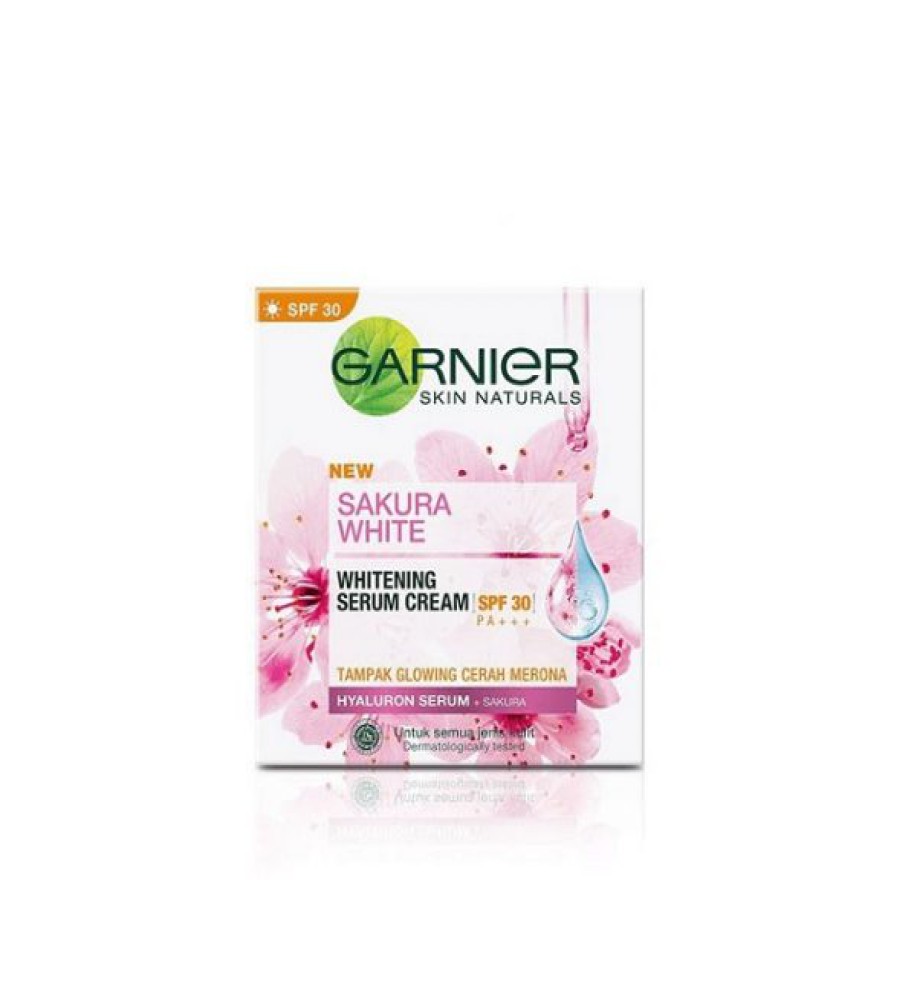 SPF 30
GARNIER
SKIN NATURALS
NEW
SAKURA
WHITE
WHITENING
SERUM CREAM SPF 30
PA+++
TAMPAK GLOWING CERAH MERONA
HYALURON SERUM + SAKURA
Untuk semua jenis kulit
Dermatologically tested